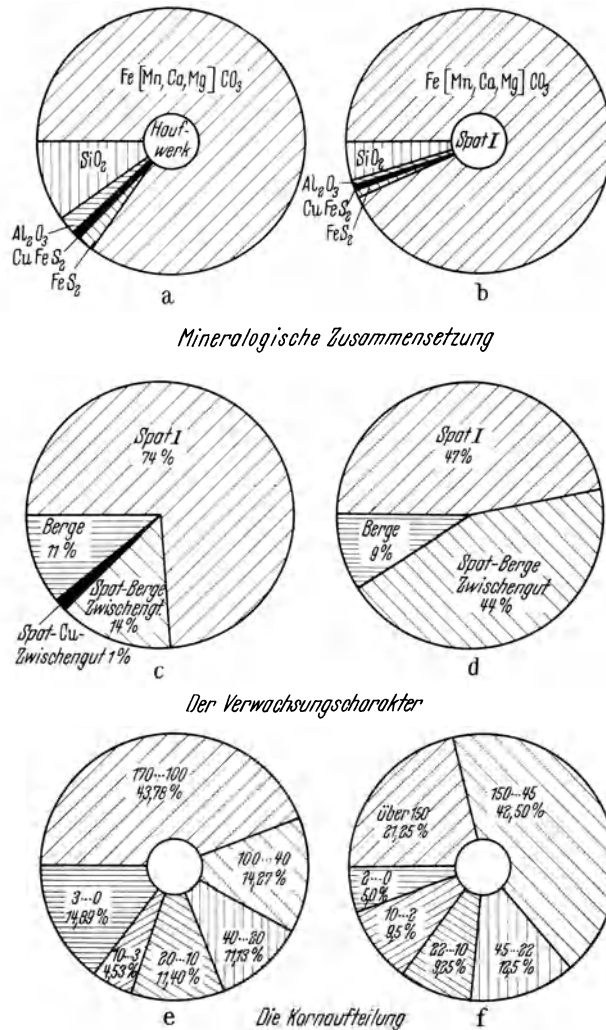 Fe [Mn, Ca, Mg] CO₃
Hauf-
werk
SiO₂
Al₂O₃
CuFeS₂
FeS₂
a
Fe [Mn, Ca, Mg] CO₃
Spat I
SiO₂
Al₂O₃
CuFeS₂
FeS₂
b
Mineralogische Zusammensetzung
Spat I
74 %
Berge
11 %
Spat-Berge
Zwischengt
14%
Spat-Cu-
Zwischengut 1%
c
Spat I
47%
Berge
9%
Spat-Berge
Zwischengut
44%
d
Der Verwachsungscharakter
170···100
43,78 %
100···40
14,27%
3···0
14,89%
10···3
4,53%
20···10
11,40%
40···20
11,13%
e
über 150
21,25%
150···45
42,50%
2···0
5,0%
10···2
9,5%
22···10
9,25%
45···22
12,5%
f
Die Kornaufteilung